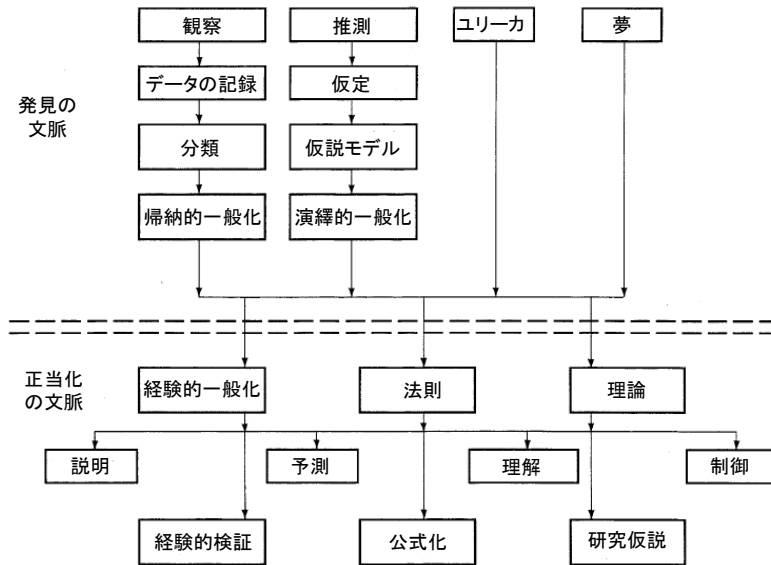 観察
推測
ユリーカ
夢
データの記録
仮定
発見の
文脈
分類
仮説モデル
帰納的一般化
演繹的一般化
正当化
の文脈
経験的一般化
法則
理論
説明
予測
理解
制御
経験的検証
公式化
研究仮説